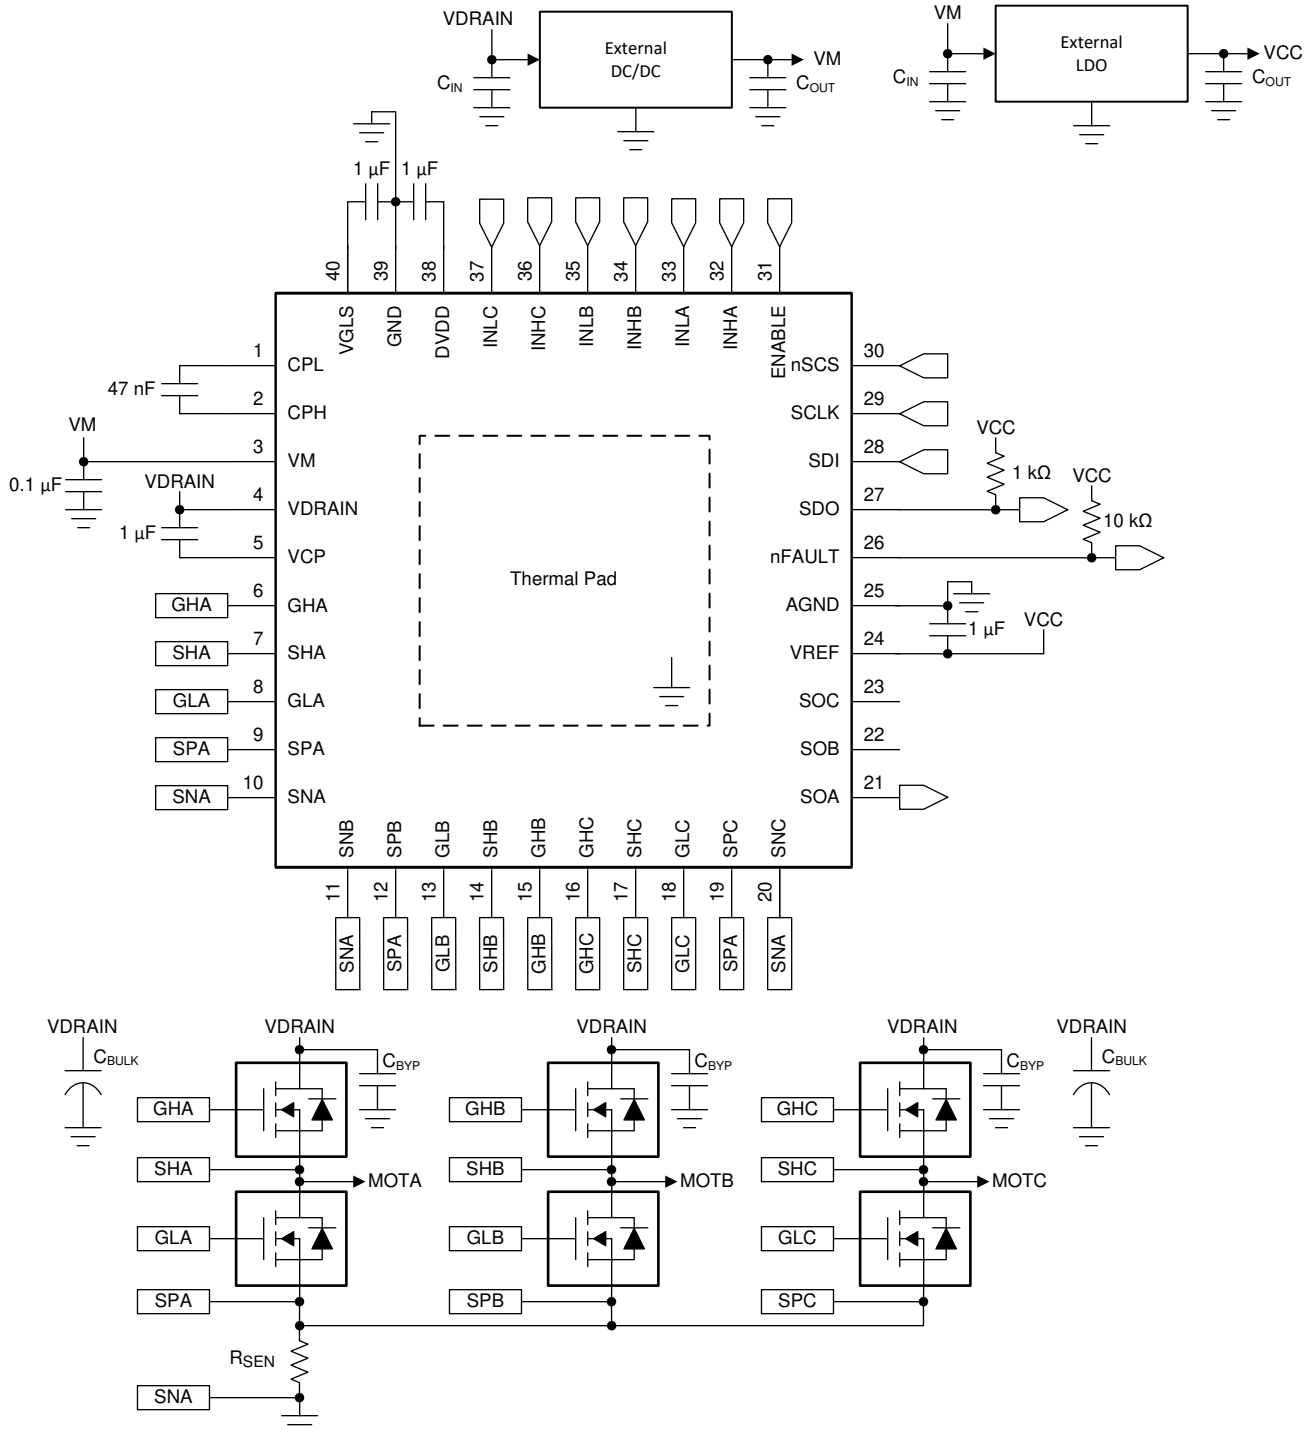 VDRAIN
External
DC/DC
VM
CIN
COUT
VM
External
LDO
VCC
CIN
COUT
1 µF
1 µF
40
39
38
37
36
35
34
33
32
31
VGLS
GND
DVDD
INLC
INHC
INLB
INHB
INLA
INHA
ENABLE
47 nF
1
CPL
2
CPH
VM
3
VM
0.1 µF
VDRAIN
4
VDRAIN
1 µF
5
VCP
GHA
6
GHA
SHA
7
SHA
GLA
8
GLA
SPA
9
SPA
SNA
10
SNA
Thermal Pad
nSCS
30
SCLK
29
SDI
28
VCC
1 kΩ
SDO
27
VCC
10 kΩ
nFAULT
26
AGND
25
1 µF
VCC
VREF
24
SOC
23
SOB
22
SOA
21
SNB
SPB
GLB
SHB
GHB
GHC
SHC
GLC
SPC
SNC
11
12
13
14
15
16
17
18
19
20
SNA
SPA
GLB
SHB
GHB
GHC
SHC
GLC
SPA
SNA
VDRAIN
CBULK
VDRAIN
CBYP
GHA
SHA
MOTA
GLA
SPA
RSEN
SNA
VDRAIN
CBYP
GHB
SHB
MOTB
GLB
SPB
VDRAIN
CBYP
GHC
SHC
MOTC
GLC
SPC
VDRAIN
CBULK